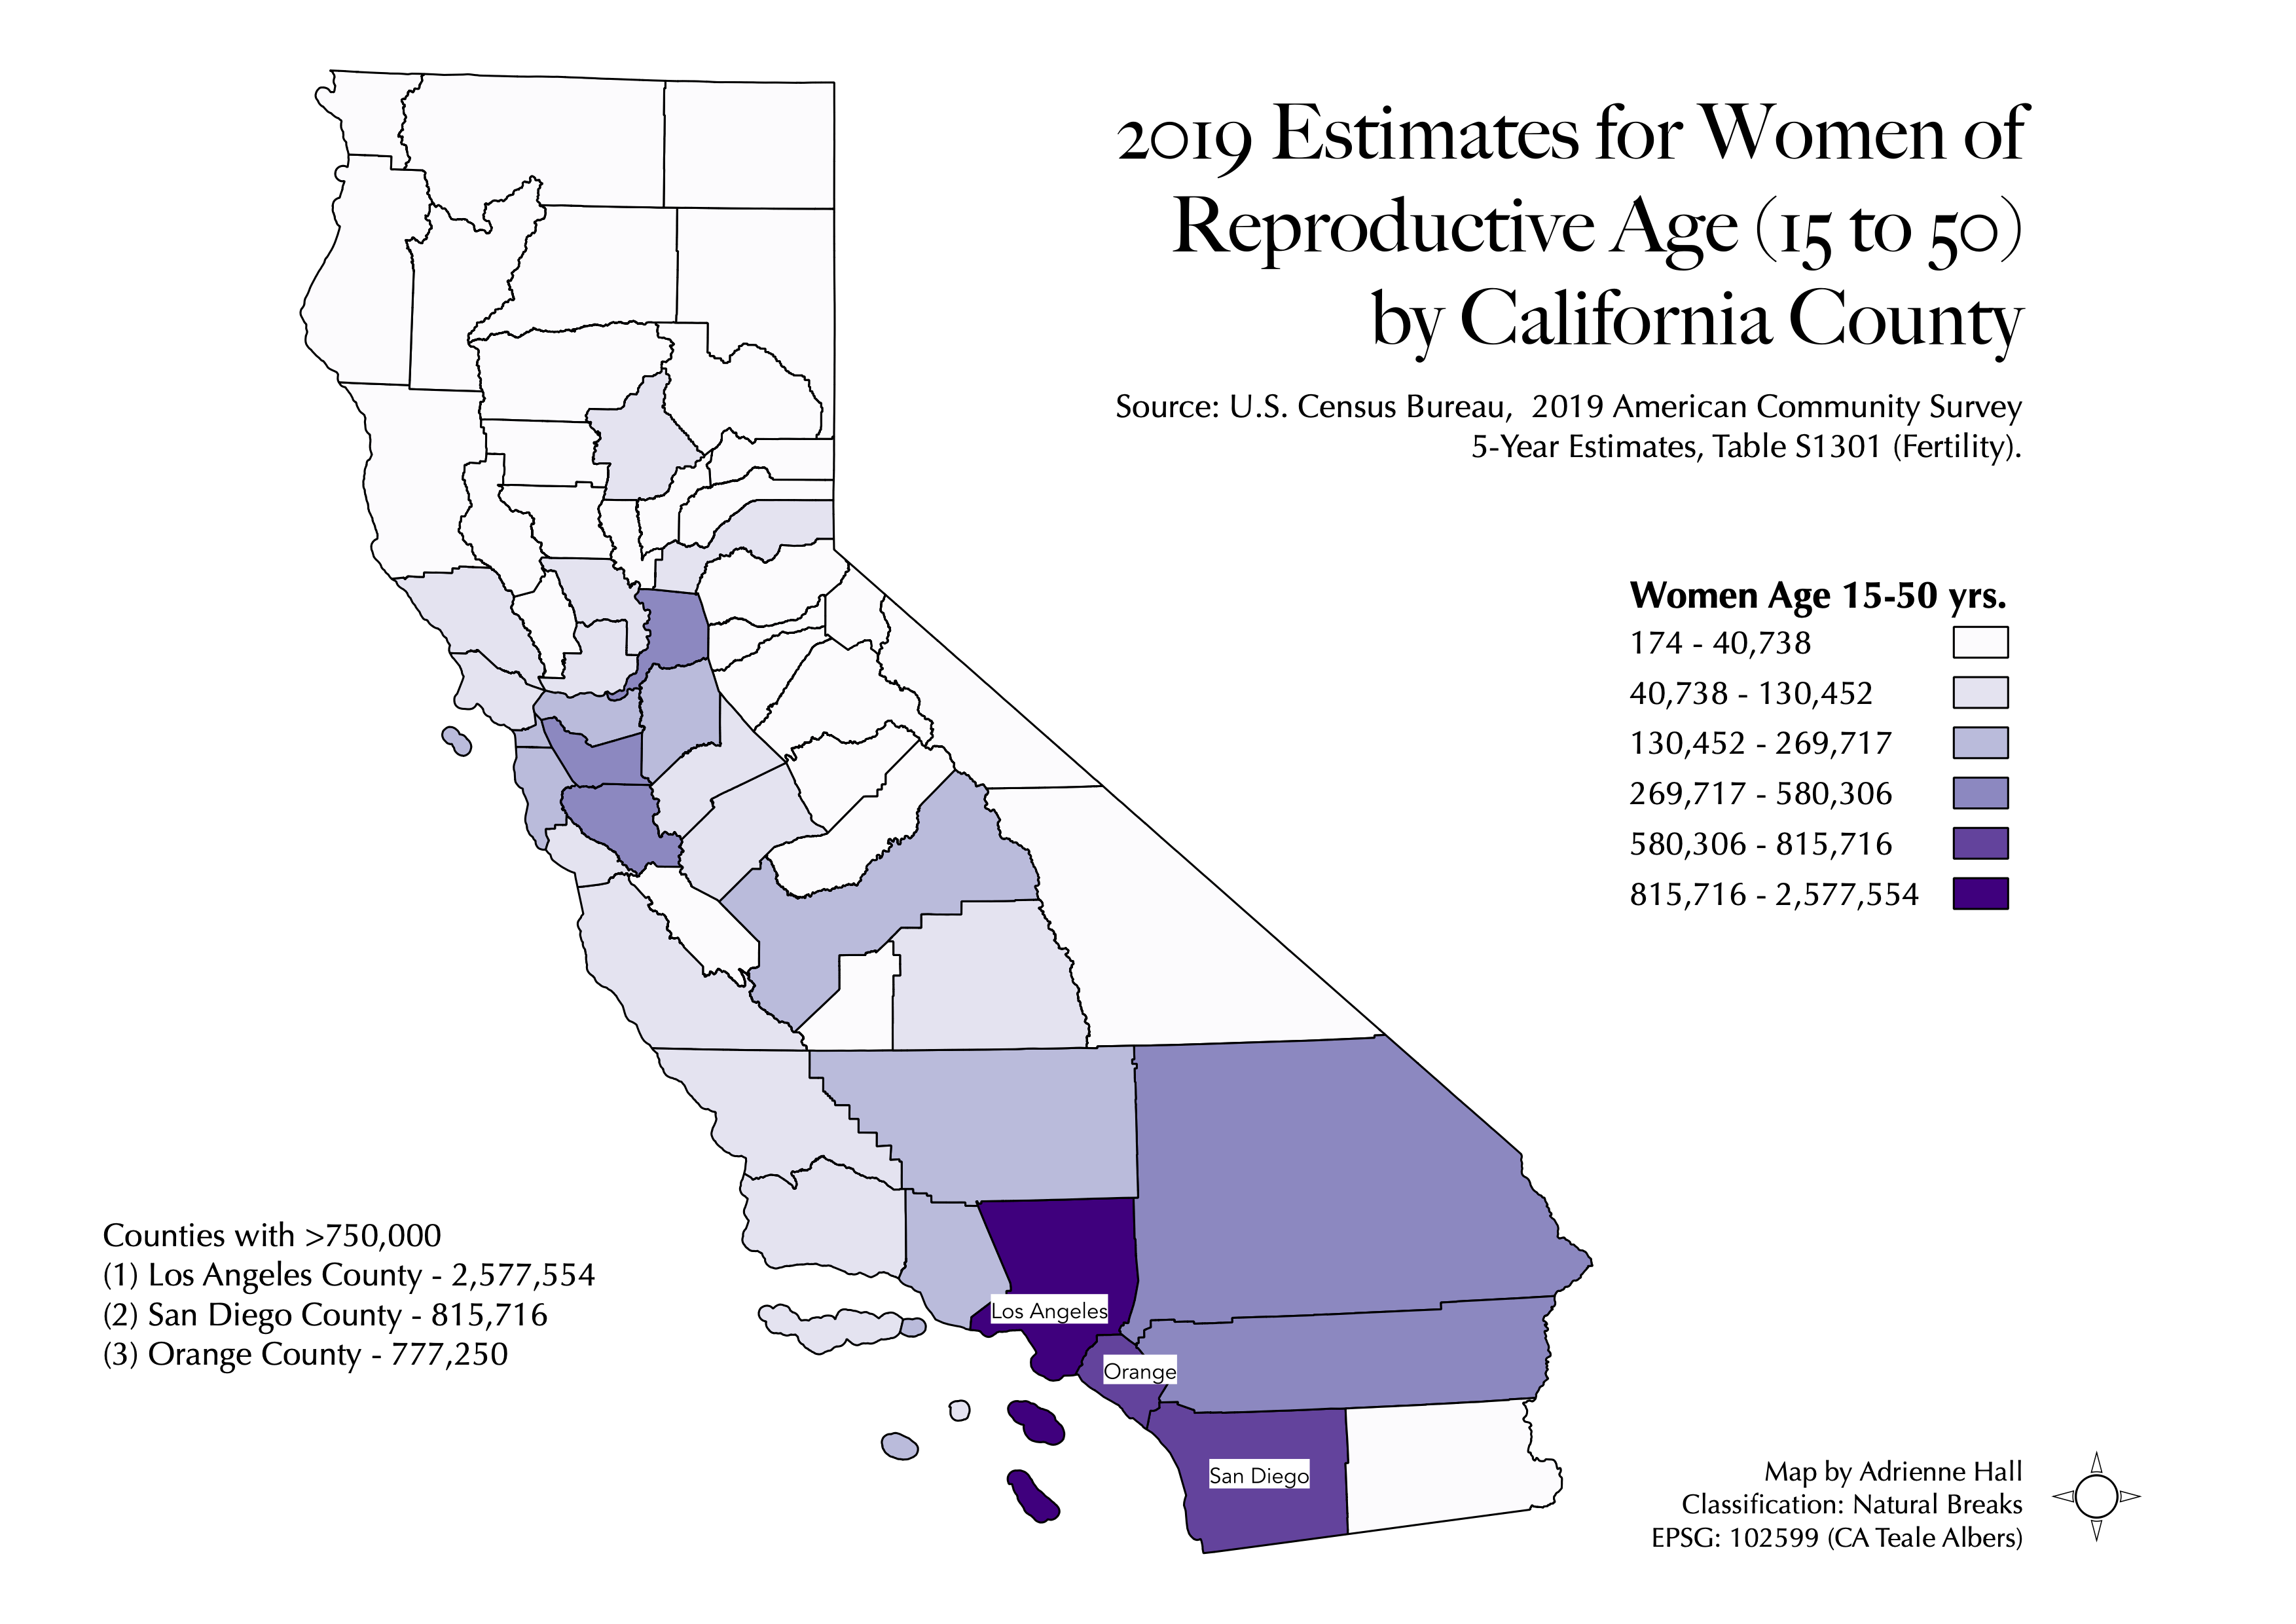 2019 Estimates for Women of
Reproductive Age (15 to 50)
by California County
Source: U.S. Census Bureau,  2019 American Community Survey
5-Year Estimates, Table S1301 (Fertility).
Women Age 15-50 yrs.
174 - 40,738
40,738 - 130,452
130,452 - 269,717
269,717 - 580,306
580,306 - 815,716
815,716 - 2,577,554
Counties with >750,000
(1) Los Angeles County - 2,577,554
(2) San Diego County - 815,716
(3) Orange County - 777,250
Los Angeles
Orange
San Diego
Map by Adrienne Hall
Classification: Natural Breaks
EPSG: 102599 (CA Teale Albers)